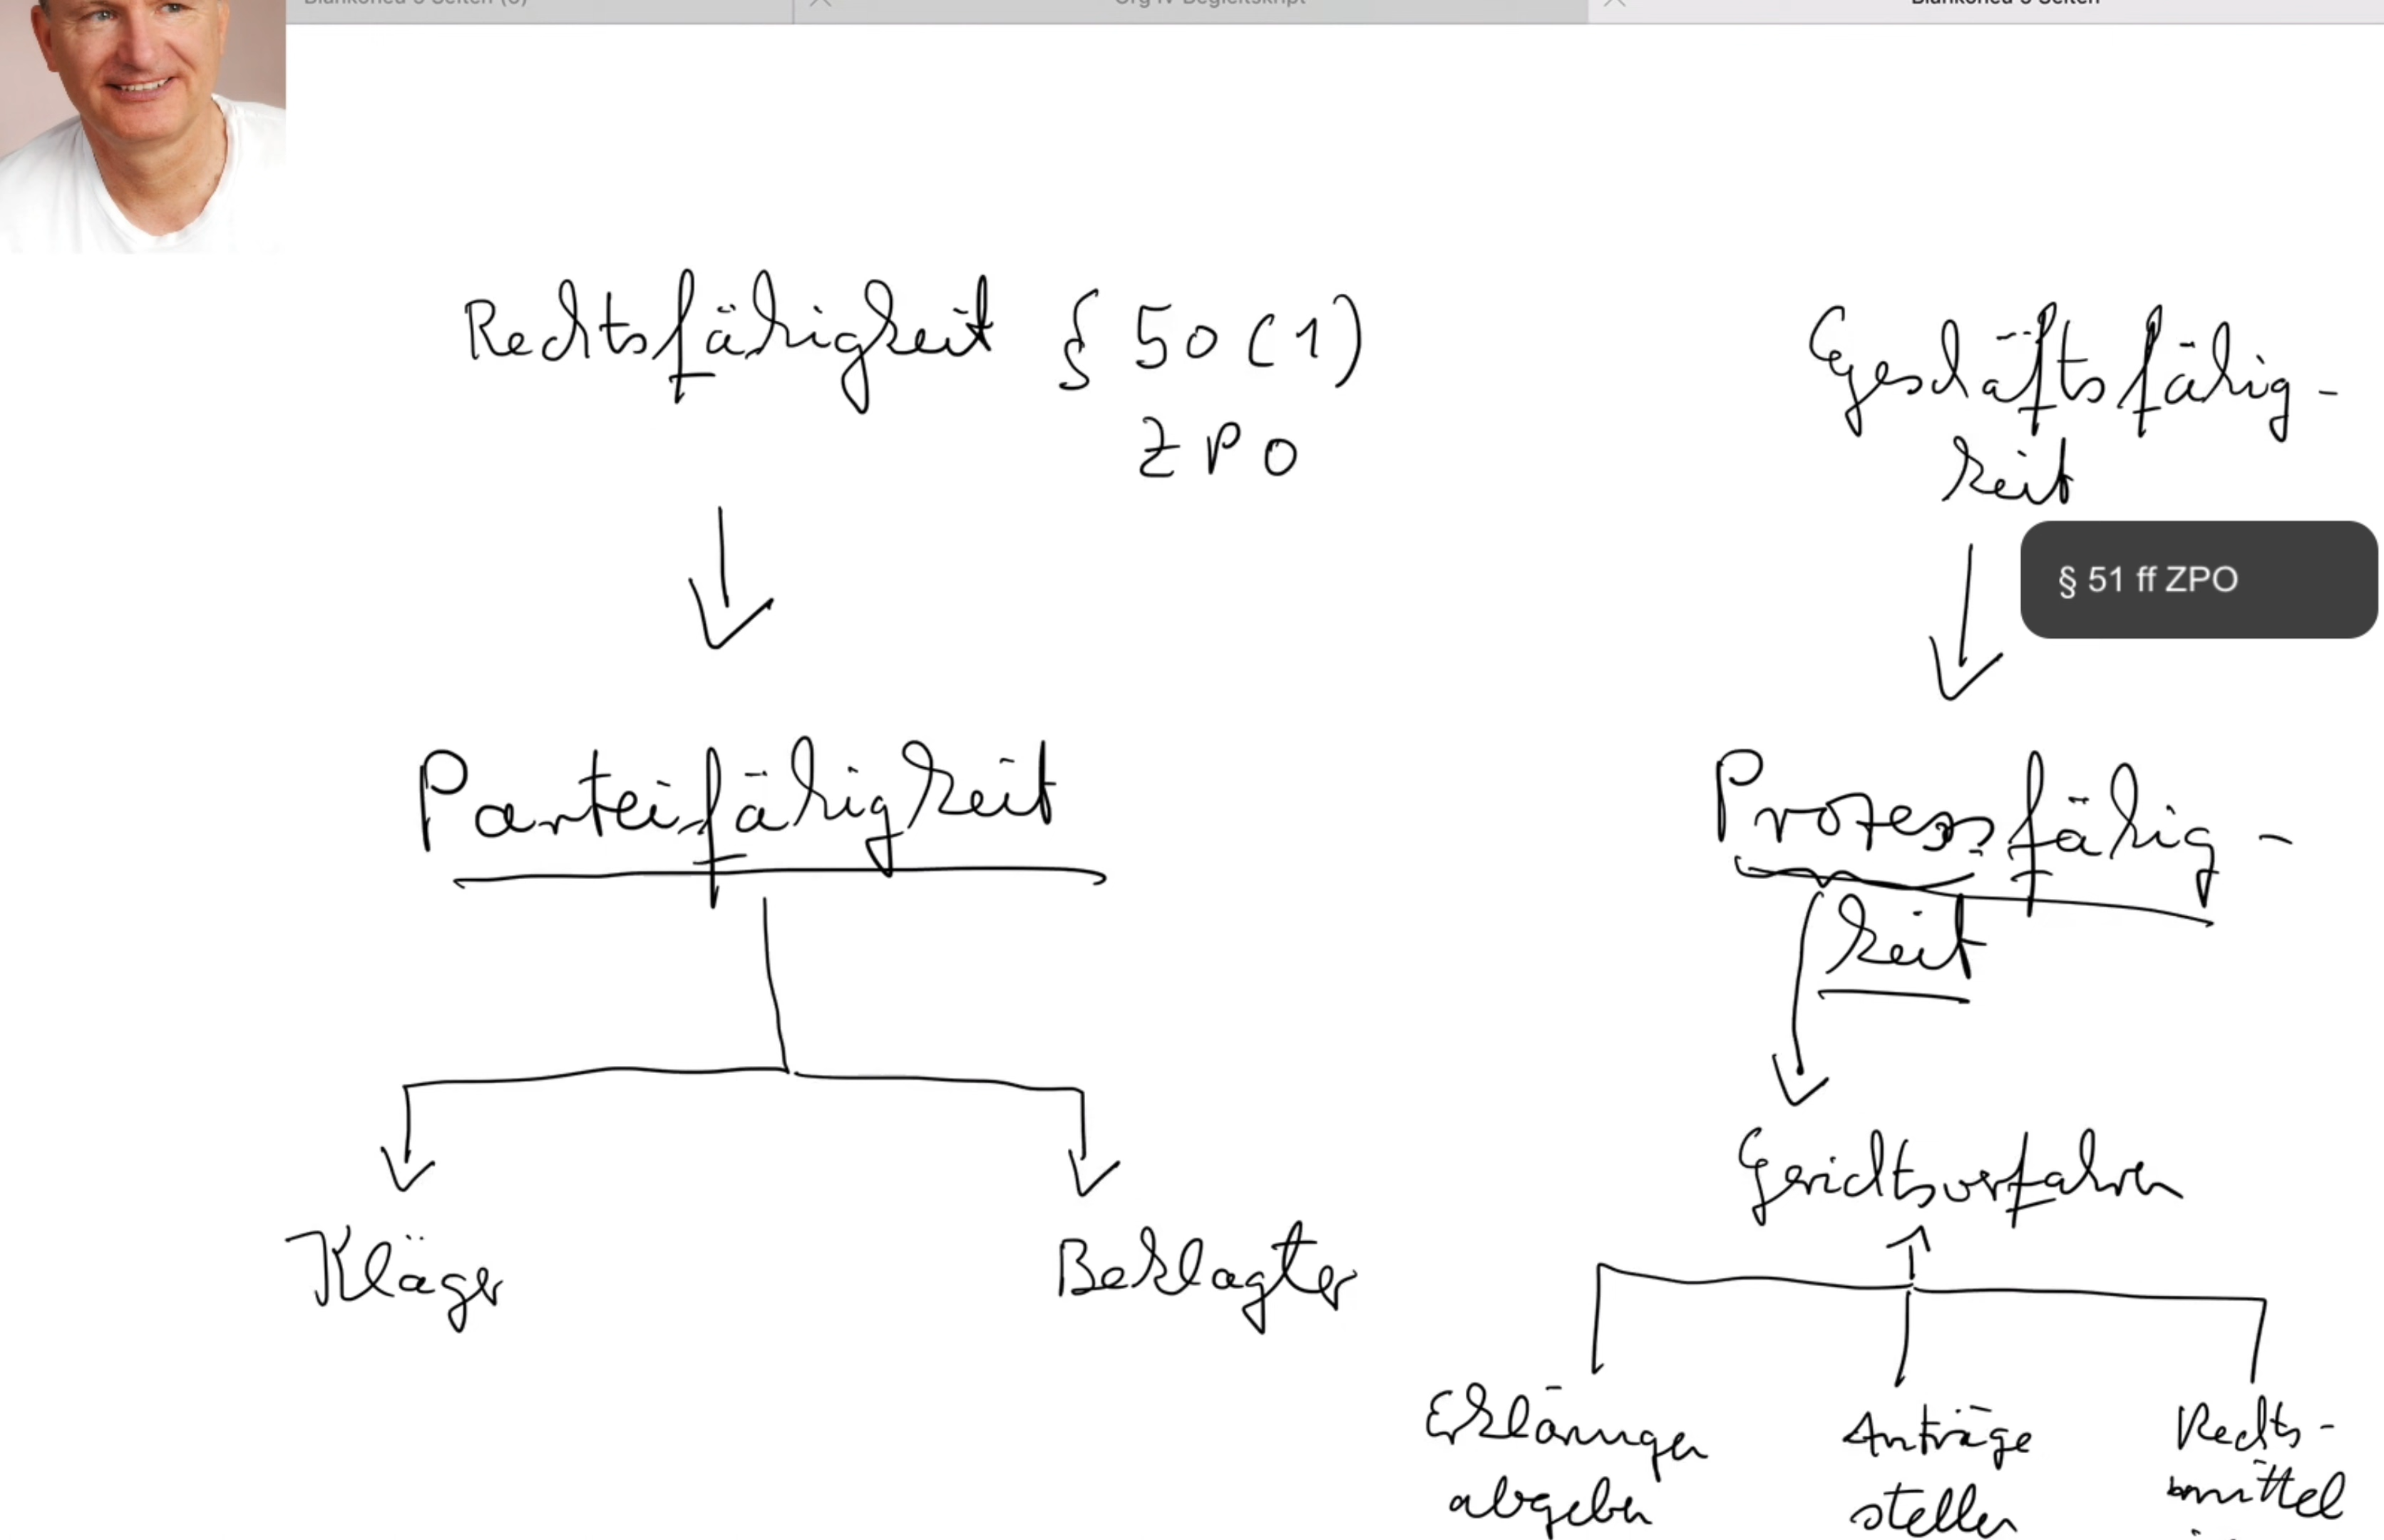 Rechtsfähigkeit § 50 (1)
ZPO
Geschäftsfähig-
keit
§ 51 ff ZPO
Parteifähigkeit
Prozessfähig-
keit
Gerichtsverfahren
Kläger
Beklagter
Erklärungen
abgeben
Anträge
stellen
Rechts-
mittel